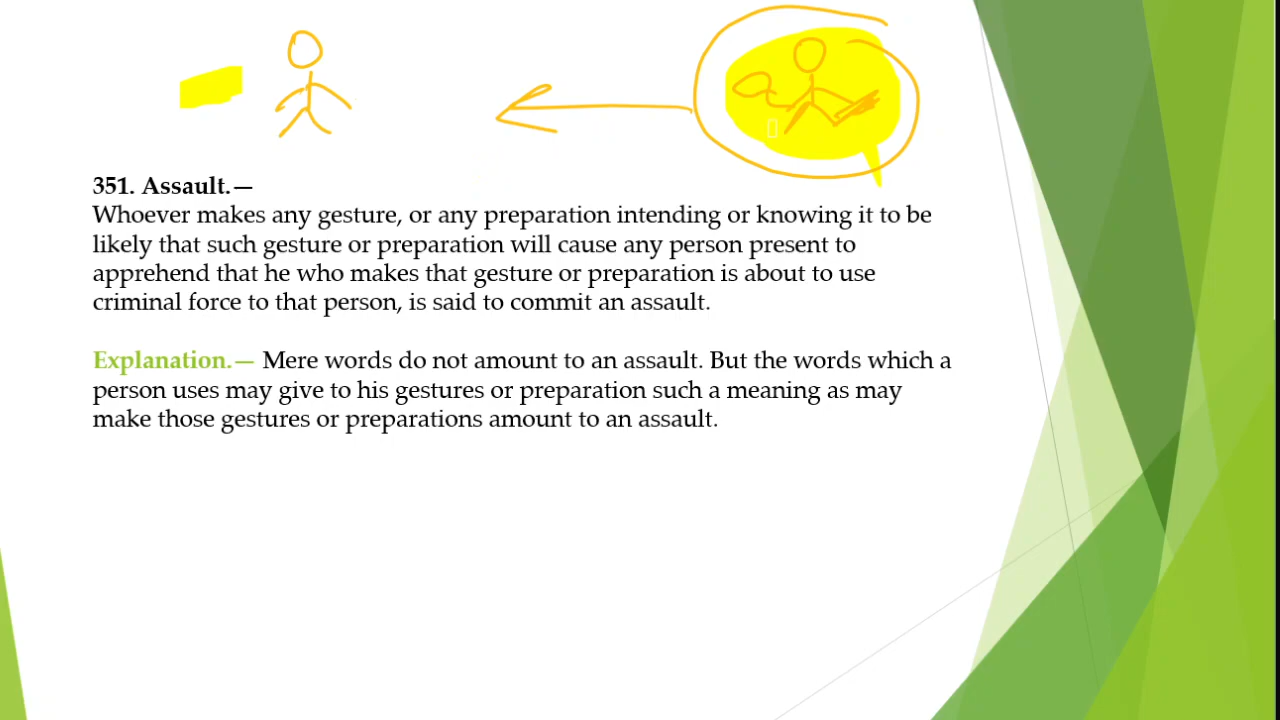 351. Assault.—
Whoever makes any gesture, or any preparation intending or knowing it to be
likely that such gesture or preparation will cause any person present to
apprehend that he who makes that gesture or preparation is about to use
criminal force to that person, is said to commit an assault.
Explanation.— Mere words do not amount to an assault. But the words which a
person uses may give to his gestures or preparation such a meaning as may
make those gestures or preparations amount to an assault.